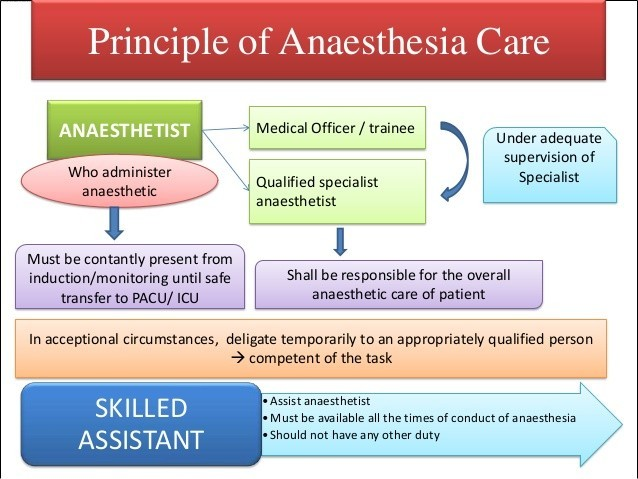 Principle of Anaesthesia Care
ANAESTHETIST
Who administer
anaesthetic
Medical Officer / trainee
Qualified specialist
anaesthetist
Under adequate
supervision of
Specialist
Must be contantly present from
induction/monitoring until safe
transfer to PACU/ ICU
Shall be responsible for the overall
anaesthetic care of patient
In acceptional circumstances, deligate temporarily to an appropriately qualified person
→ competent of the task
SKILLED
ASSISTANT
•Assist anaesthetist
•Must be available all the times of conduct of anaesthesia
•Should not have any other duty